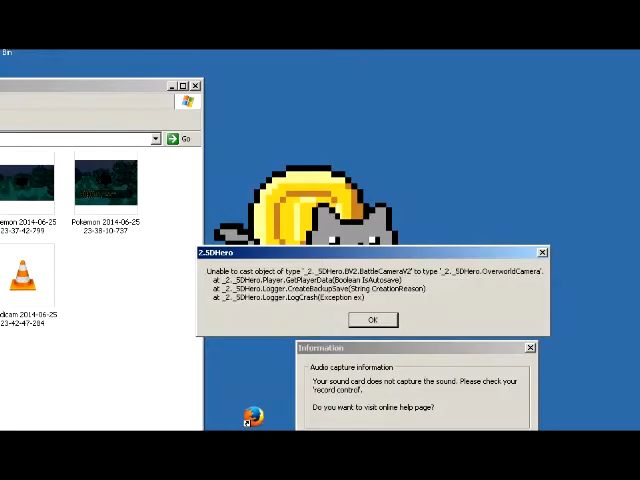 Bin
Go
emon 2014-06-25
23-37-42-799
Pokemon 2014-06-25
23-38-10-737
dicam 2014-06-25
23-42-47-284
2.5DHero
Unable to cast object of type '_2._5DHero.BV2.BattleCameraV2' to type '_2._5DHero.OverworldCamera'.
at _2._5DHero.Player.GetPlayerData(Boolean IsAutosave)
at _2._5DHero.Logger.CreateBackupSave(String CreationReason)
at _2._5DHero.Logger.LogCrash(Exception ex)
OK
Information
Audio capture information
Your sound card does not capture the sound. Please check your
'record control'.
Do you want to visit online help page?